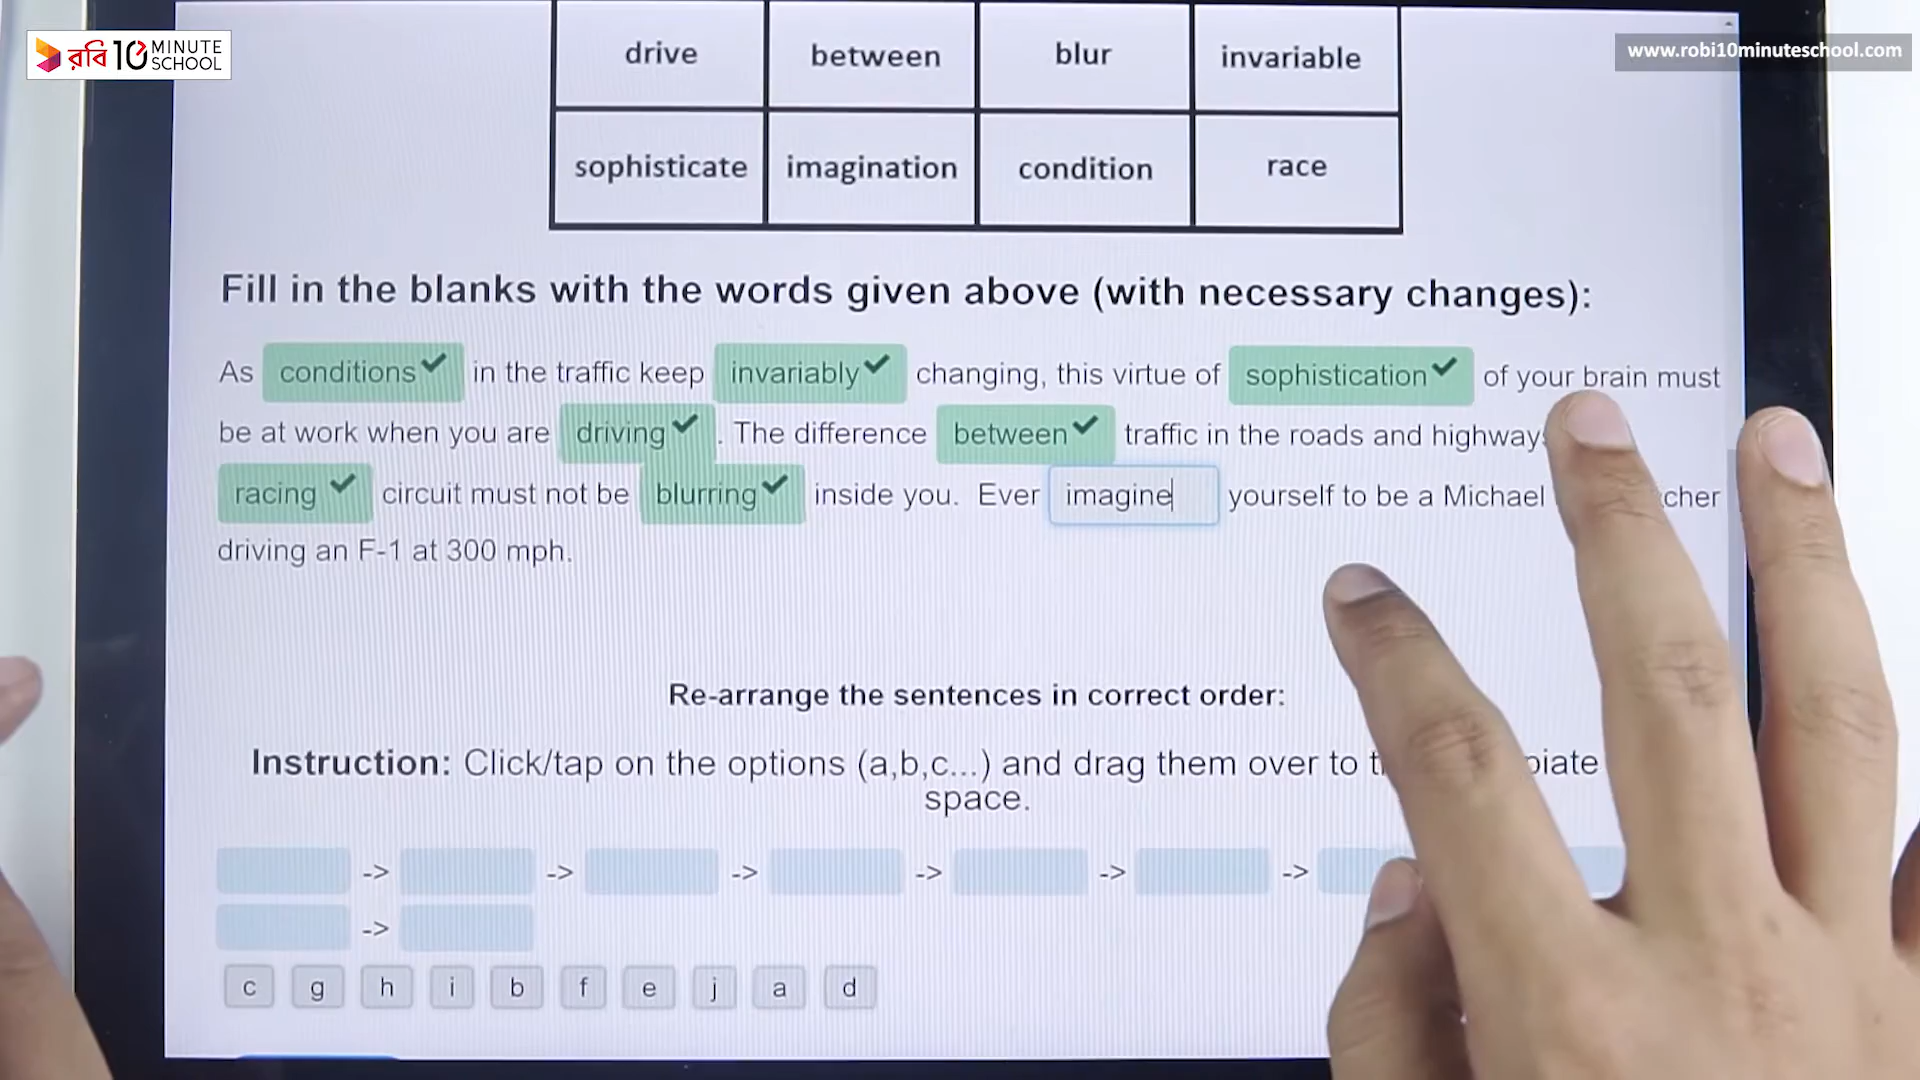 রবি 10 MINUTE SCHOOL
www.robi10minuteschool.com
drive between blur invariable
sophisticate imagination condition race
Fill in the blanks with the words given above (with necessary changes):
As conditions✔ in the traffic keep invariably✔ changing, this virtue of sophistication✔ of your brain must
be at work when you are driving✔ . The difference between✔ traffic in the roads and highway
racing✔ circuit must not be blurring✔ inside you. Ever imagine yourself to be a Michael cher
driving an F-1 at 300 mph.
Re-arrange the sentences in correct order:
Instruction: Click/tap on the options (a,b,c...) and drag them over to piate
space.
-> -> -> -> -> ->
->
c g h i b f e j a d